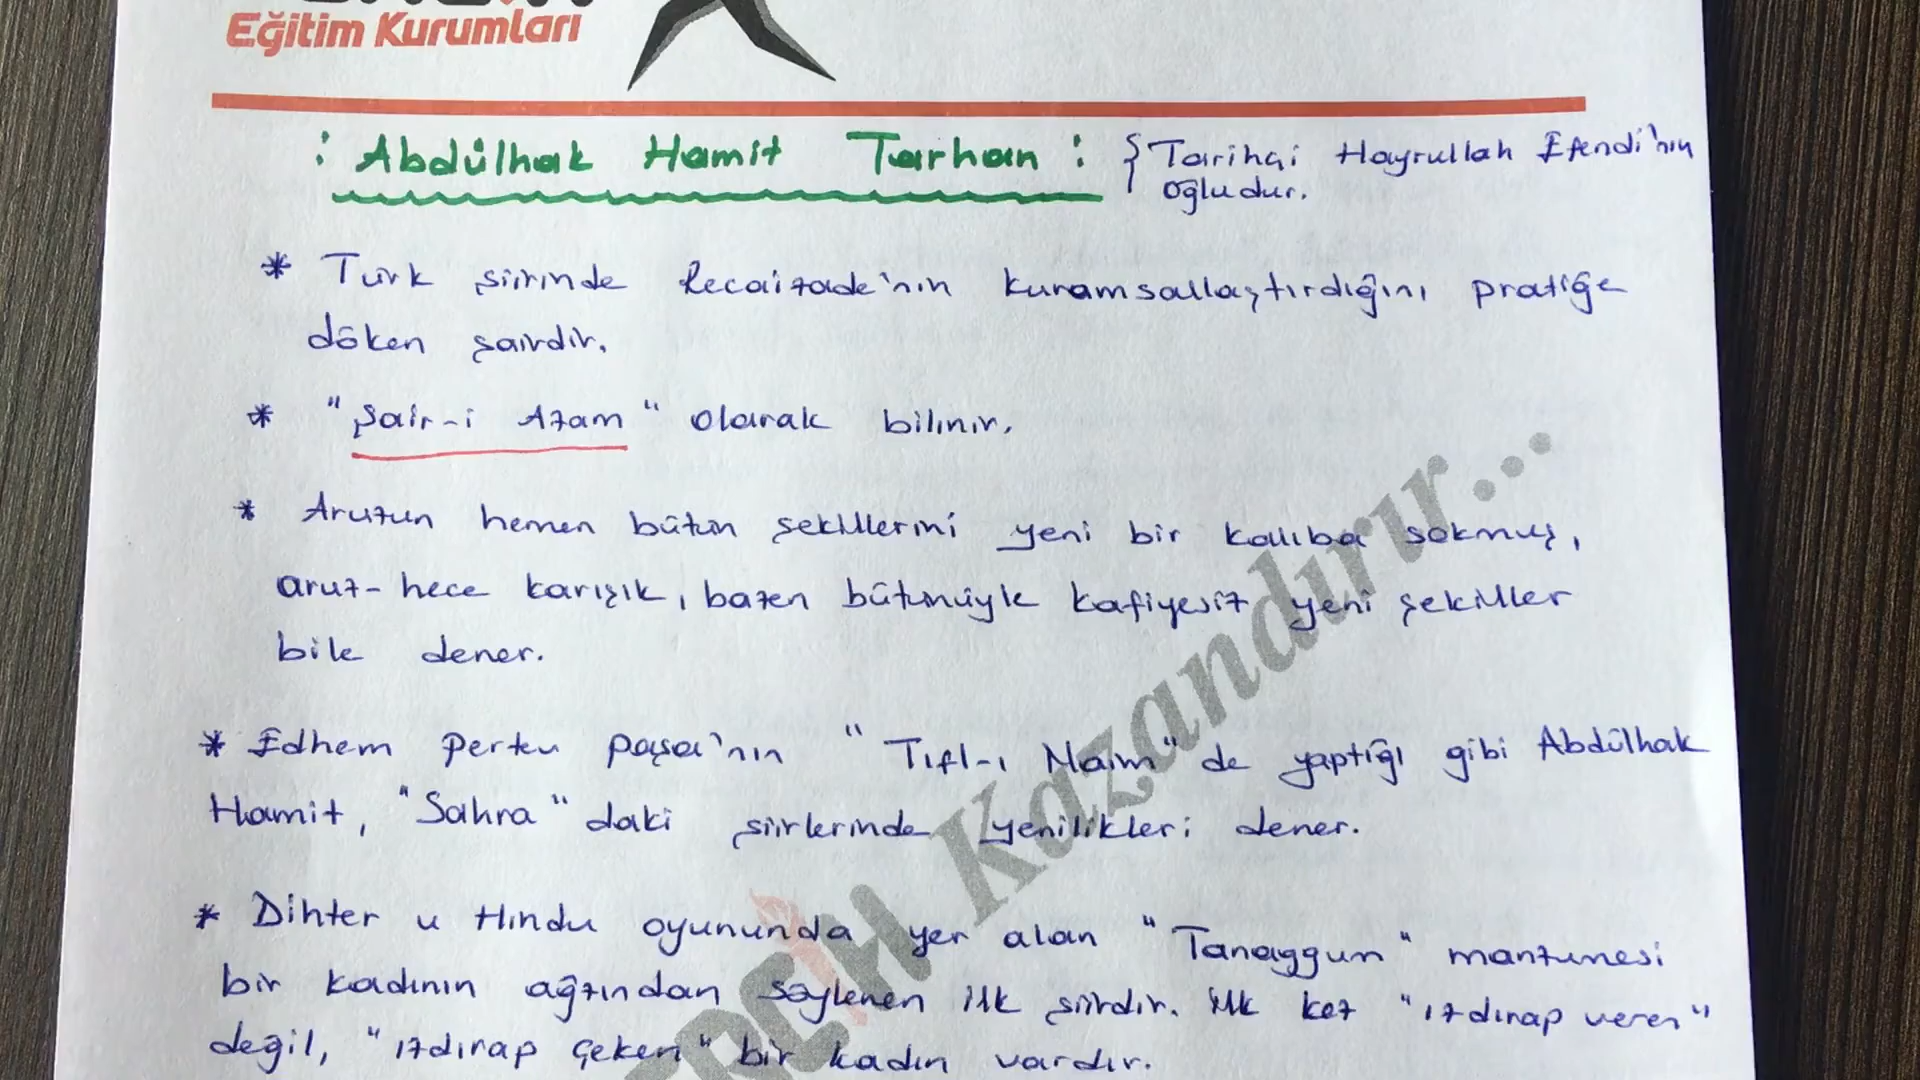 Eğitim Kurumları
: Abdülhak Hamit Tarhan : { Tarihçi Hayrullah Efendi'nin
oğludur.
* Türk şiirinde Recaizade'nin kuramsallaştırdığını pratiğe
döken şairdir.
* "Şair-i Azam" olarak bilinir.
* Aruzun hemen bütün şekillerini yeni bir kalıba sokmuş,
aruz-hece karışık, bazen bütünüyle kafiyesiz yeni şekiller
bile dener.
* Edhem Pertev Paşa'nın "Tıfl-ı Naim"de yaptığı gibi Abdülhak
Hamit, "Sahra"daki şiirlerinde yenilikleri dener.
* Dihter u Hindu oyununda yer alan "Tanaggum" manzumesi
bir kadının ağzından söylenen ilk şiirdir. İlk kez "ızdırap veren"
değil, "ızdırap çeken" bir kadın vardır.
Kazandırır...